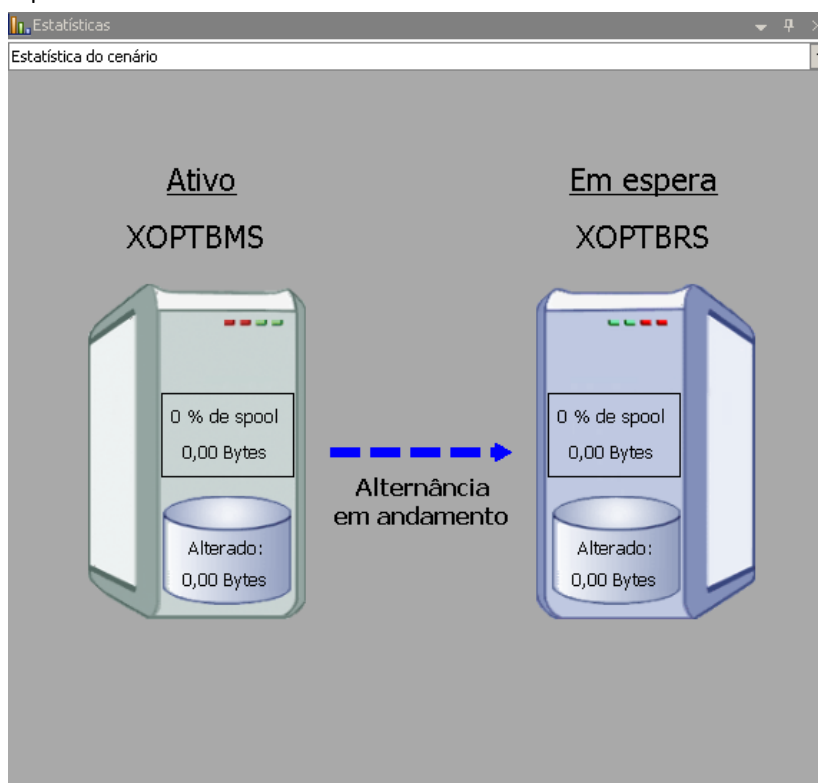 Estatísticas
Estatística do cenário
Ativo
Em espera
XOPTBMS
XOPTBRS
0 % de spool
0,00 Bytes
0 % de spool
0,00 Bytes
Alternância
em andamento
Alterado:
0,00 Bytes
Alterado:
0,00 Bytes